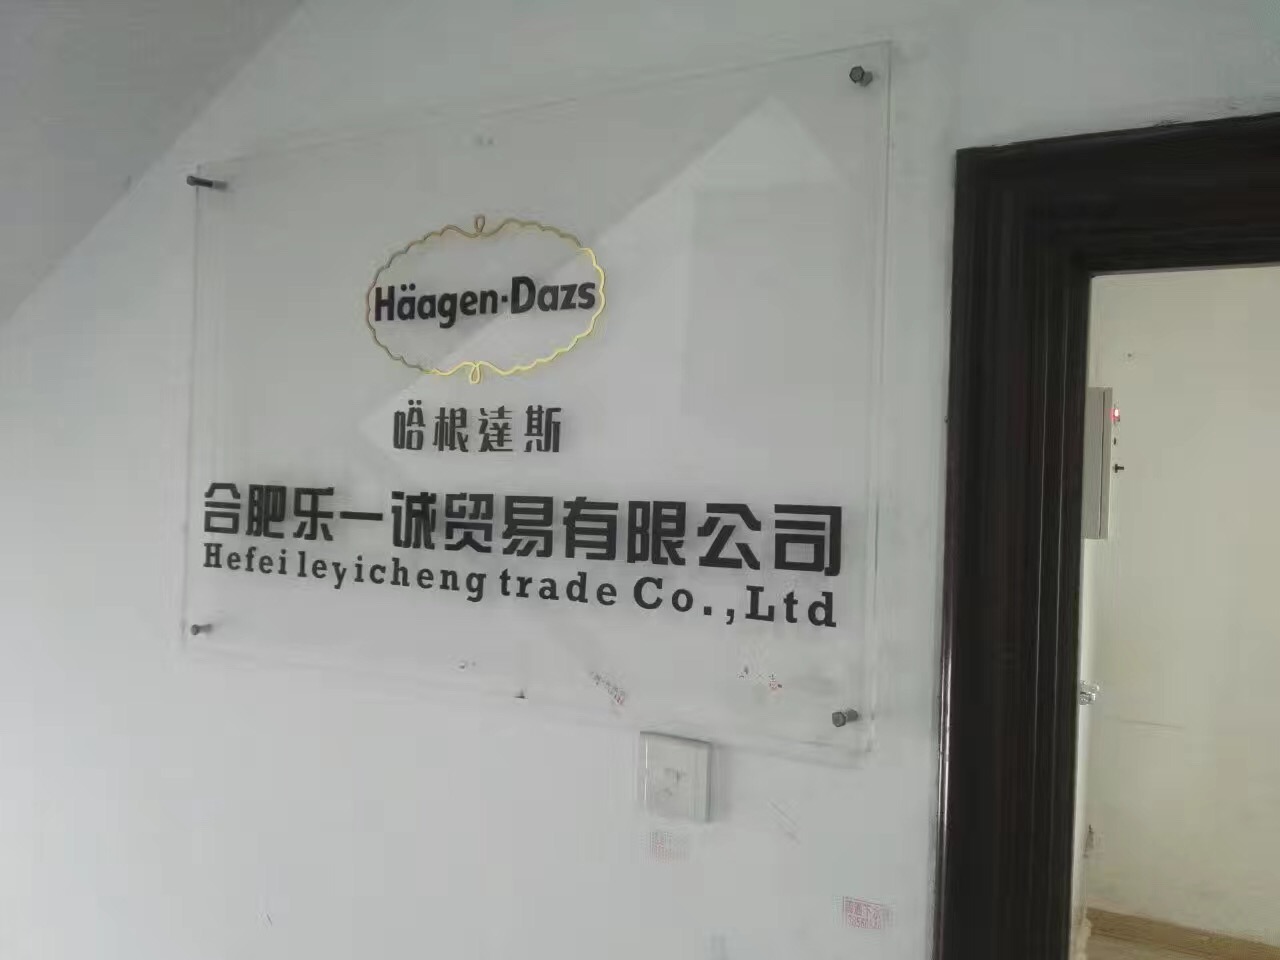 Häagen-Dazs
哈根達斯
合肥乐一诚贸易有限公司
Hefei leyicheng trade Co.,Ltd